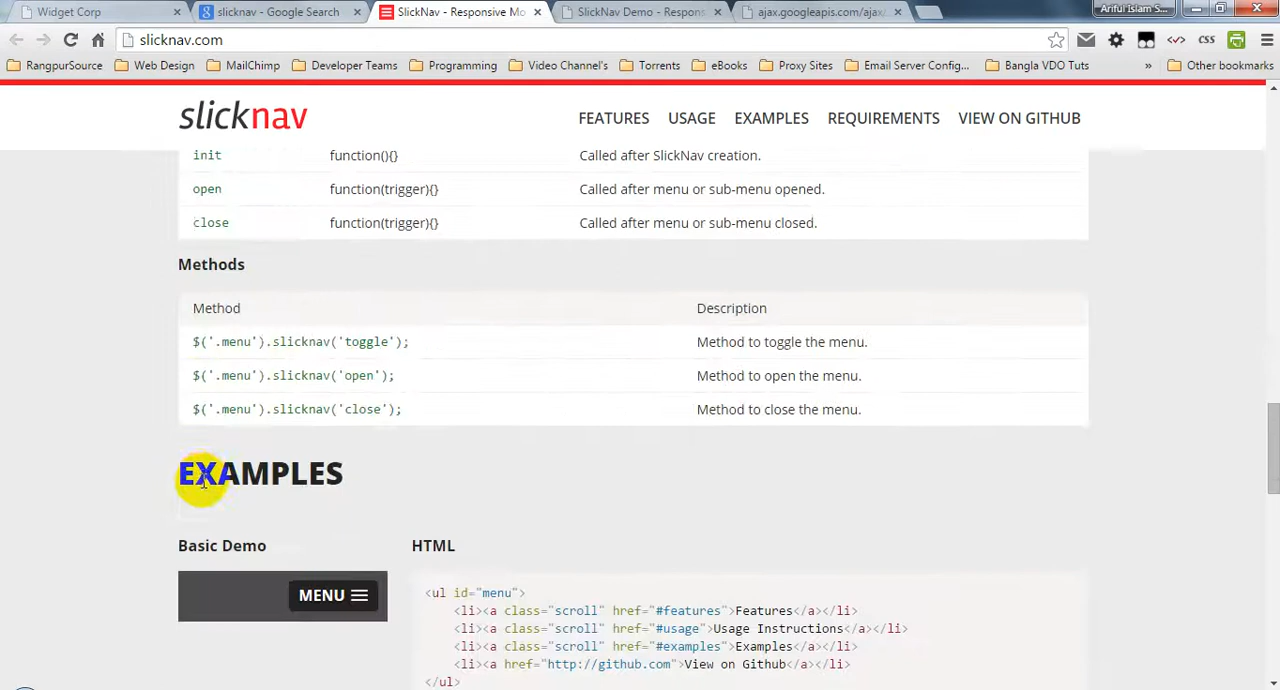 Widget Corp
slicknav - Google Search
SlickNav - Responsive Mo
SlickNav Demo - Respons
ajax.googleapis.com/ajax/
Ariful Islam S...
slicknav.com
RangpurSource
Web Design
MailChimp
Developer Teams
Programming
Video Channel's
Torrents
eBooks
Proxy Sites
Email Server Config...
Bangla VDO Tuts
»
Other bookmarks
css
slicknav
FEATURES USAGE EXAMPLES REQUIREMENTS VIEW ON GITHUB
init function(){} Called after SlickNav creation.
open function(trigger){} Called after menu or sub-menu opened.
close function(trigger){} Called after menu or sub-menu closed.
Methods
Method Description
$('.menu').slicknav('toggle'); Method to toggle the menu.
$('.menu').slicknav('open'); Method to open the menu.
$('.menu').slicknav('close'); Method to close the menu.
EXAMPLES
Basic Demo
HTML
MENU
<ul id="menu">
<li><a class="scroll" href="#features">Features</a></li>
<li><a class="scroll" href="#usage">Usage Instructions</a></li>
<li><a class="scroll" href="#examples">Examples</a></li>
<li><a href="http://github.com">View on Github</a></li>
</ul>